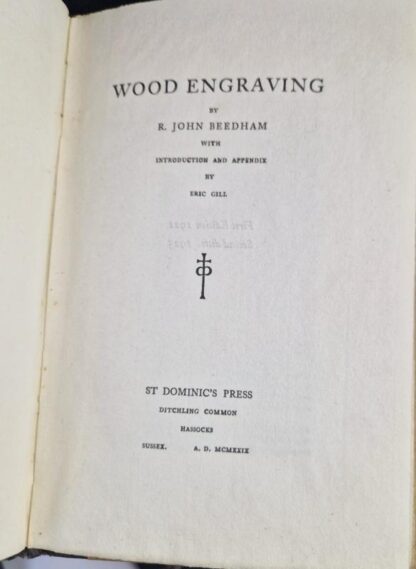 WOOD ENGRAVING
BY
R. JOHN BEEDHAM
WITH
INTRODUCTION AND APPENDIX
BY
ERIC GILL
ST DOMINIC'S PRESS
DITCHLING COMMON
HASSOCKS
SUSSEX. A. D. MCMXXIX